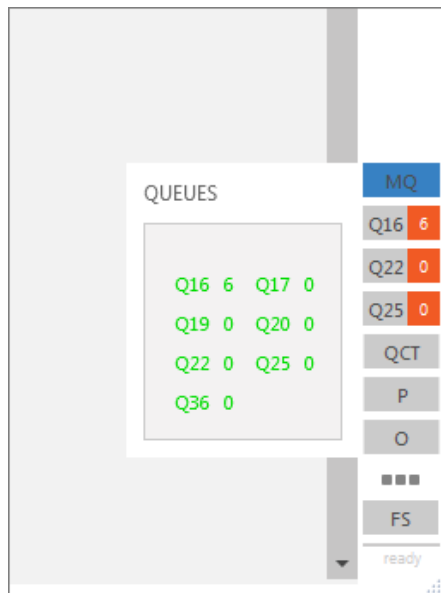 QUEUES
Q16 6 Q17 0
Q19 0 Q20 0
Q22 0 Q25 0
Q36 0
MQ
Q16 6
Q22 0
Q25 0
QCT
P
O
FS
ready